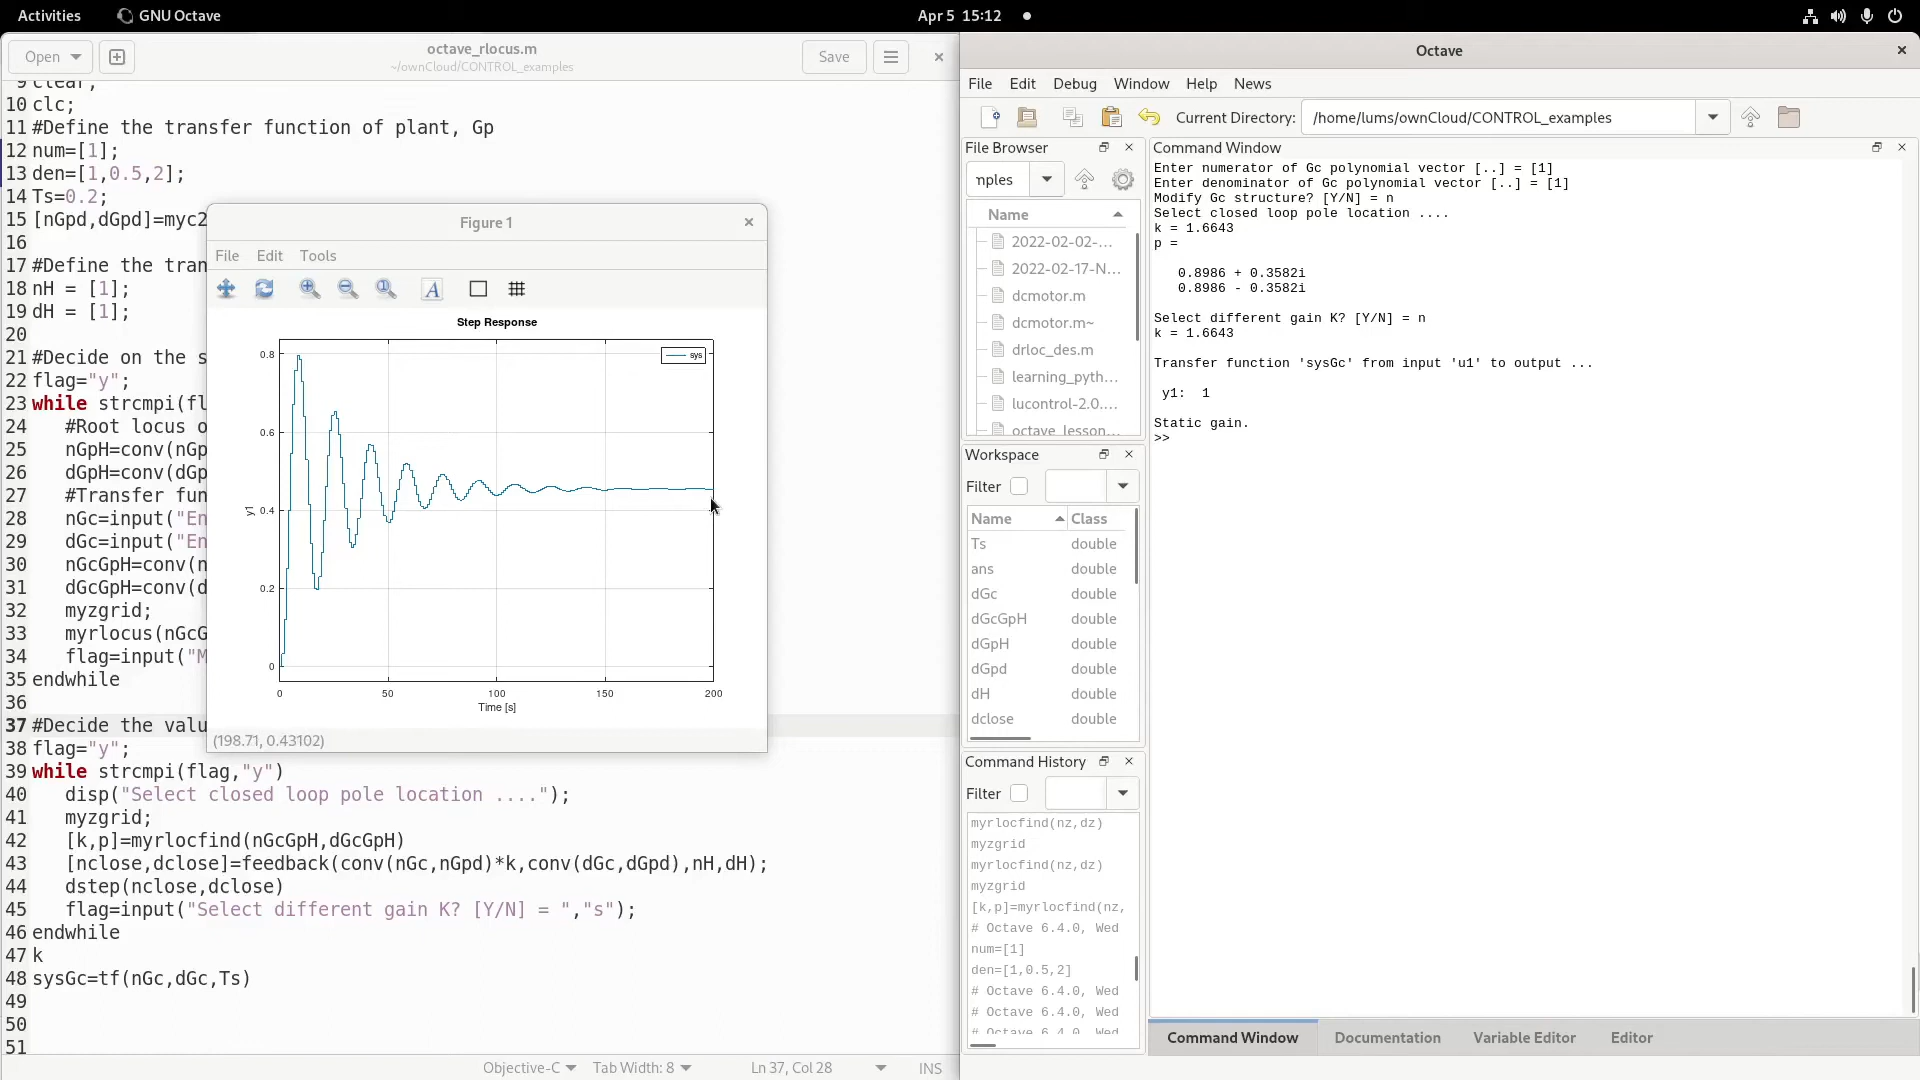 Activities
GNU Octave
Apr 5 15:12
Open
octave_rlocus.m
~/ownCloud/CONTROL_examples
Save
9 clear;
10 clc;
11 #Define the transfer function of plant, Gp
12 num=[1];
13 den=[1,0.5,2];
14 Ts=0.2;
15 [nGpd,dGpd]=myc2
16
17 #Define the tran
18 nH = [1];
19 dH = [1];
20
21 #Decide on the s
22 flag="y";
23 while strcmpi(fl
24 #Root locus o
25 nGpH=conv(nGp
26 dGpH=conv(dGp
27 #Transfer fun
28 nGc=input("En
29 dGc=input("En
30 nGcGpH=conv(n
31 dGcGpH=conv(d
32 myzgrid;
33 myrlocus(nGcG
34 flag=input("M
35 endwhile
36
37 #Decide the valu
38 flag="y";
39 while strcmpi(flag,"y")
40 disp("Select closed loop pole location ....");
41 myzgrid;
42 [k,p]=myrlocfind(nGcGpH,dGcGpH)
43 [nclose,dclose]=feedback(conv(nGc,nGpd)*k,conv(dGc,dGpd),nH,dH);
44 dstep(nclose,dclose)
45 flag=input("Select different gain K? [Y/N] = ","s");
46 endwhile
47 k
48 sysGc=tf(nGc,dGc,Ts)
49
50
51
Objective-C
Tab Width: 8
Ln 37, Col 28
INS
Figure 1
File Edit Tools
A
Step Response
sys
0.8
0.6
0.4
0.2
0
y1
0 50 100 150 200
Time [s]
(198.71, 0.43102)
Octave
File Edit Debug Window Help News
Current Directory: /home/lums/ownCloud/CONTROL_examples
File Browser
mples
Name
2022-02-02-...
2022-02-17-N...
dcmotor.m
dcmotor.m~
drloc_des.m
learning_pyth...
lucontrol-2.0....
octave_lesson...
Workspace
Filter
Name Class
Ts double
ans double
dGc double
dGcGpH double
dGpH double
dGpd double
dH double
dclose double
Command History
Filter
myrlocfind(nz,dz)
myzgrid
myrlocfind(nz,dz)
myzgrid
[k,p]=myrlocfind(nz,
# Octave 6.4.0, Wed
num=[1]
den=[1,0.5,2]
# Octave 6.4.0, Wed
# Octave 6.4.0, Wed
# Octave 6.4.0, Wed
Command Window
Enter numerator of Gc polynomial vector [..] = [1]
Enter denominator of Gc polynomial vector [..] = [1]
Modify Gc structure? [Y/N] = n
Select closed loop pole location ....
k = 1.6643
p =
0.8986 + 0.3582i
0.8986 - 0.3582i
Select different gain K? [Y/N] = n
k = 1.6643
Transfer function 'sysGc' from input 'u1' to output ...
y1: 1
Static gain.
>>
Command Window
Documentation
Variable Editor
Editor